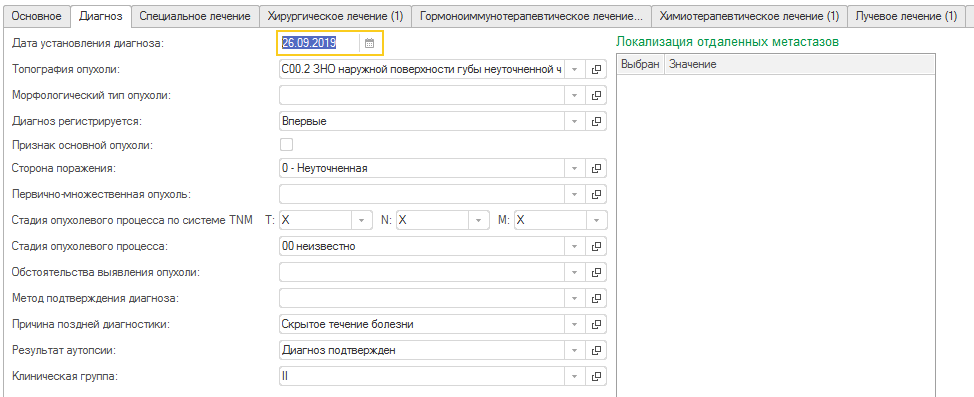 Основное Диагноз Специальное лечение Хирургическое лечение (1) Гормоноиммунотерапевтическое лечение... Химиотерапевтическое лечение (1) Лучевое лечение (1)
Дата установления диагноза: 26.09.2019
Топография опухоли: C00.2 ЗНО наружной поверхности губы неуточненной ч
Морфологический тип опухоли:
Диагноз регистрируется: Впервые
Признак основной опухоли:
Сторона поражения: 0 - Неуточненная
Первично-множественная опухоль:
Стадия опухолевого процесса по системе TNM T: X N: X M: X
Стадия опухолевого процесса: 00 неизвестно
Обстоятельства выявления опухоли:
Метод подтверждения диагноза:
Причина поздней диагностики: Скрытое течение болезни
Результат аутопсии: Диагноз подтвержден
Клиническая группа: II
Локализация отдаленных метастазов
Выбран Значение